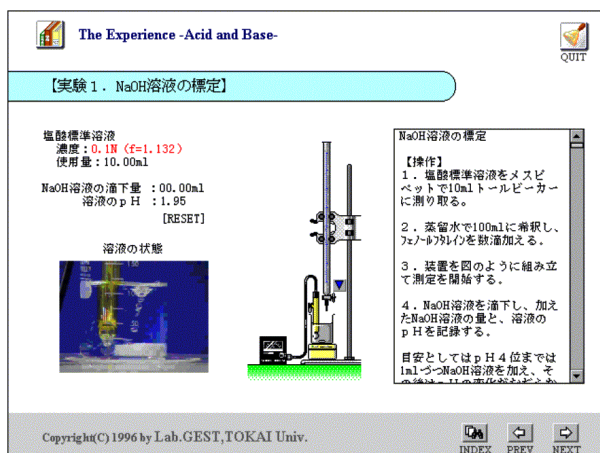 The Experience -Acid and Base-
QUIT
【実験１．NaOH溶液の標定】
塩酸標準溶液
濃度：0.1N（f=1.132）
使用量：10.00ml
NaOH溶液の滴下量 ：00.00ml
溶液のｐＨ ：1.95
[RESET]
溶液の状態
NaOH溶液の標定
【操作】
１．塩酸標準溶液をメスピ
ペットで10mlトールビーカー
に測り取る。
２．蒸留水で100mlに希釈し、
ﾌｪﾉｰﾙﾌﾀﾚインを数滴加える。
３．装置を図のように組み立
て測定を開始する。
４．NaOH溶液を滴下し、加え
たNaOH溶液の量と、溶液の
ｐＨを記録する。
目安としてはｐＨ４位までは
1mlづつNaOH溶液を加え、そ
Copyright(C) 1996 by Lab.GEST,TOKAI Univ.
INDEX
PREV
NEXT